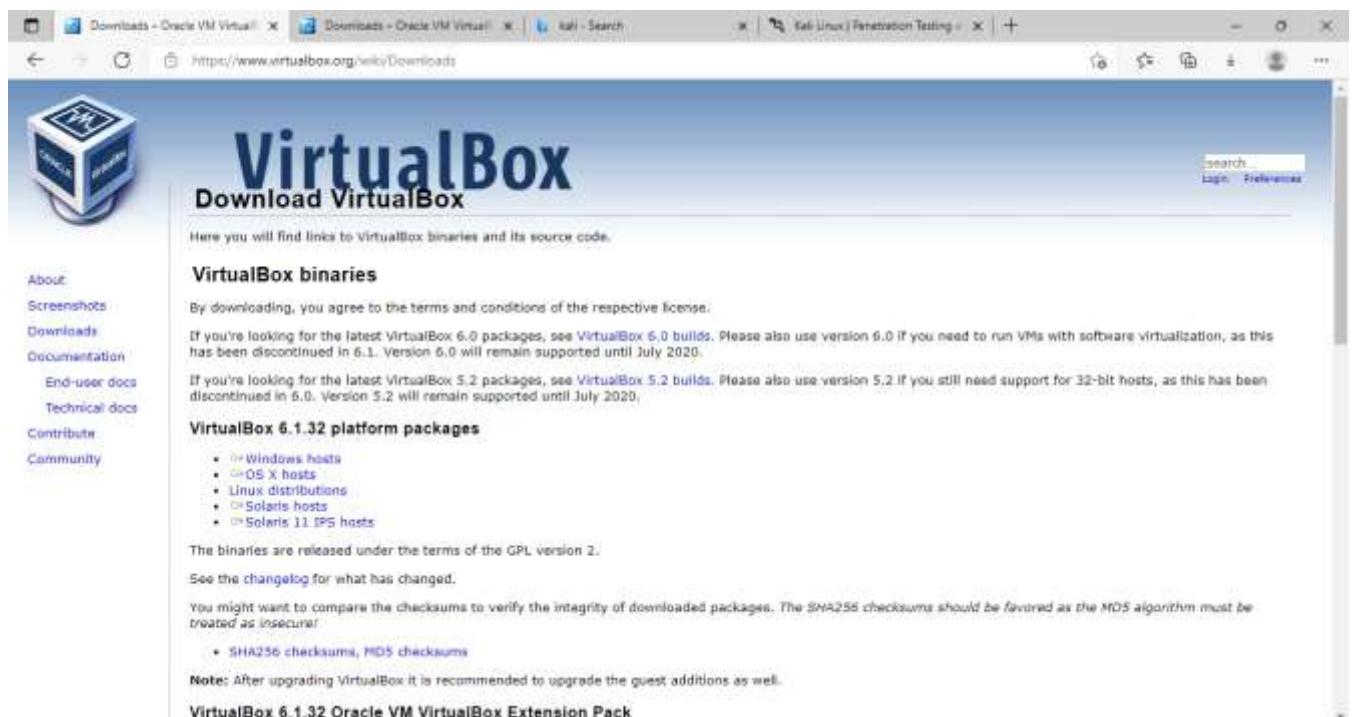 Downloads – Oracle VM Virtual
Downloads – Oracle VM Virtual
kali - Search
Kali Linux | Penetration Testing
https://www.virtualbox.org/wiki/Downloads
ORACLE
VM
VirtualBox
VirtualBox
search...
Login Preferences
Download VirtualBox
Here you will find links to VirtualBox binaries and its source code.
About
Screenshots
Downloads
Documentation
End-user docs
Technical docs
Contribute
Community
VirtualBox binaries
By downloading, you agree to the terms and conditions of the respective license.
If you're looking for the latest VirtualBox 6.0 packages, see VirtualBox 6.0 builds. Please also use version 6.0 if you need to run VMs with software virtualization, as this
has been discontinued in 6.1. Version 6.0 will remain supported until July 2020.
If you're looking for the latest VirtualBox 5.2 packages, see VirtualBox 5.2 builds. Please also use version 5.2 if you still need support for 32-bit hosts, as this has been
discontinued in 6.0. Version 5.2 will remain supported until July 2020.
VirtualBox 6.1.32 platform packages
• Windows hosts
• OS X hosts
• Linux distributions
• Solaris hosts
• Solaris 11 IPS hosts
The binaries are released under the terms of the GPL version 2.
See the changelog for what has changed.
You might want to compare the checksums to verify the integrity of downloaded packages. The SHA256 checksums should be favored as the MD5 algorithm must be
treated as insecure!
• SHA256 checksums, MD5 checksums
Note: After upgrading VirtualBox it is recommended to upgrade the guest additions as well.
VirtualBox 6.1.32 Oracle VM VirtualBox Extension Pack